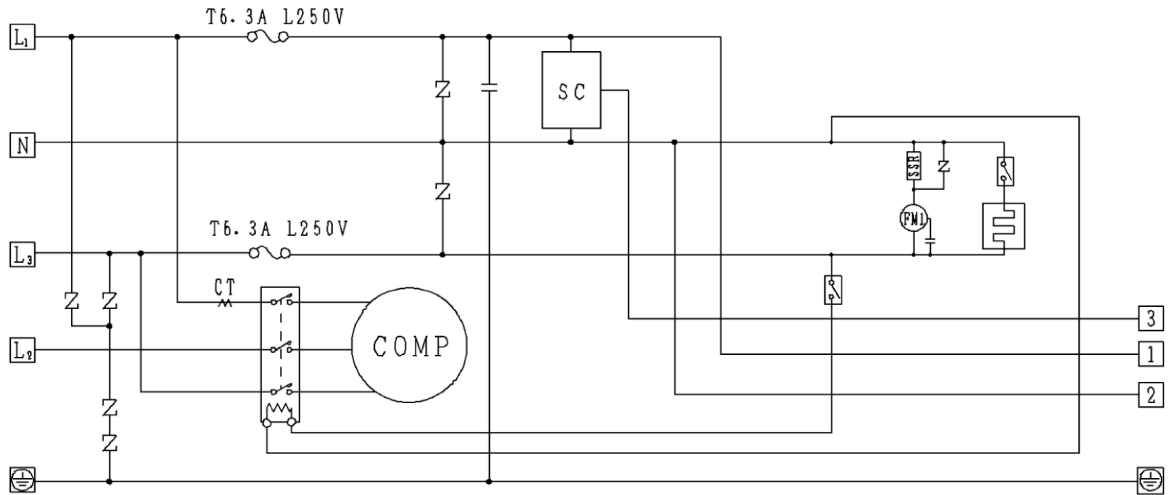 T6.3A L250V
L1
SC
N
SSR
FM1
T6.3A L250V
L3
CT
3
COMP
L2
1
2